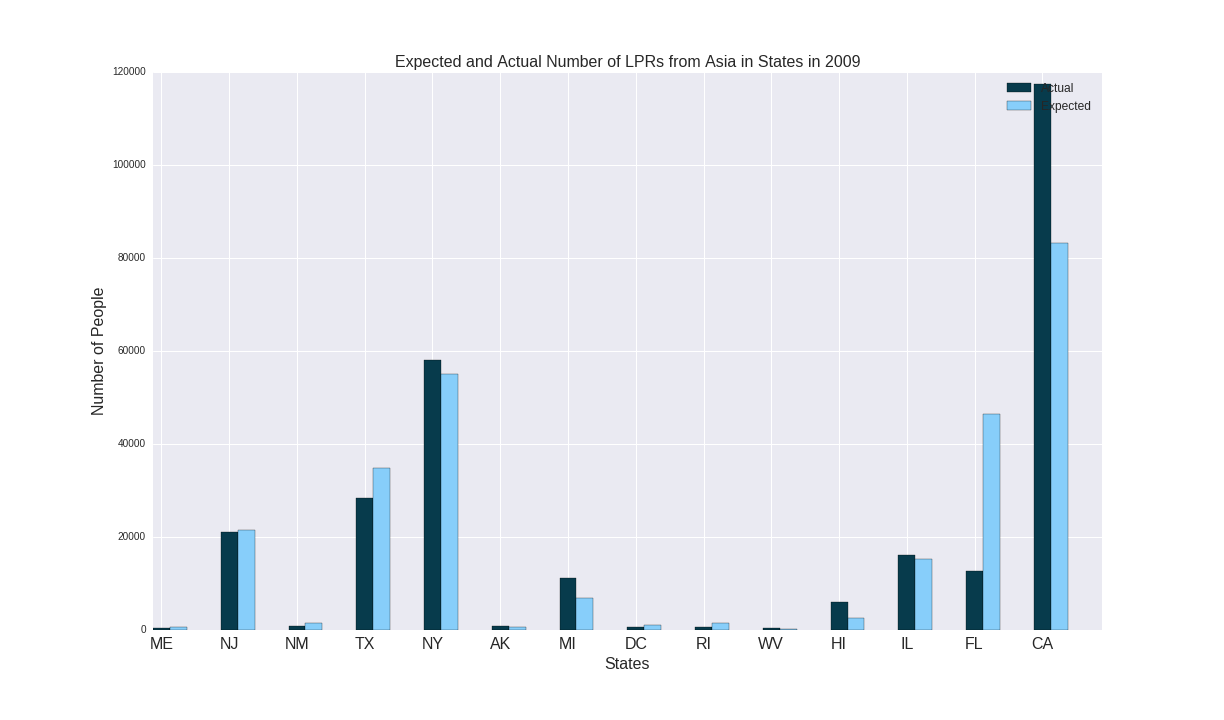 Expected and Actual Number of LPRs from Asia in States in 2009
120000
100000
80000
60000
40000
20000
0
Number of People
Actual
Expected
ME NJ NM TX NY AK MI DC RI WV HI IL FL CA
States